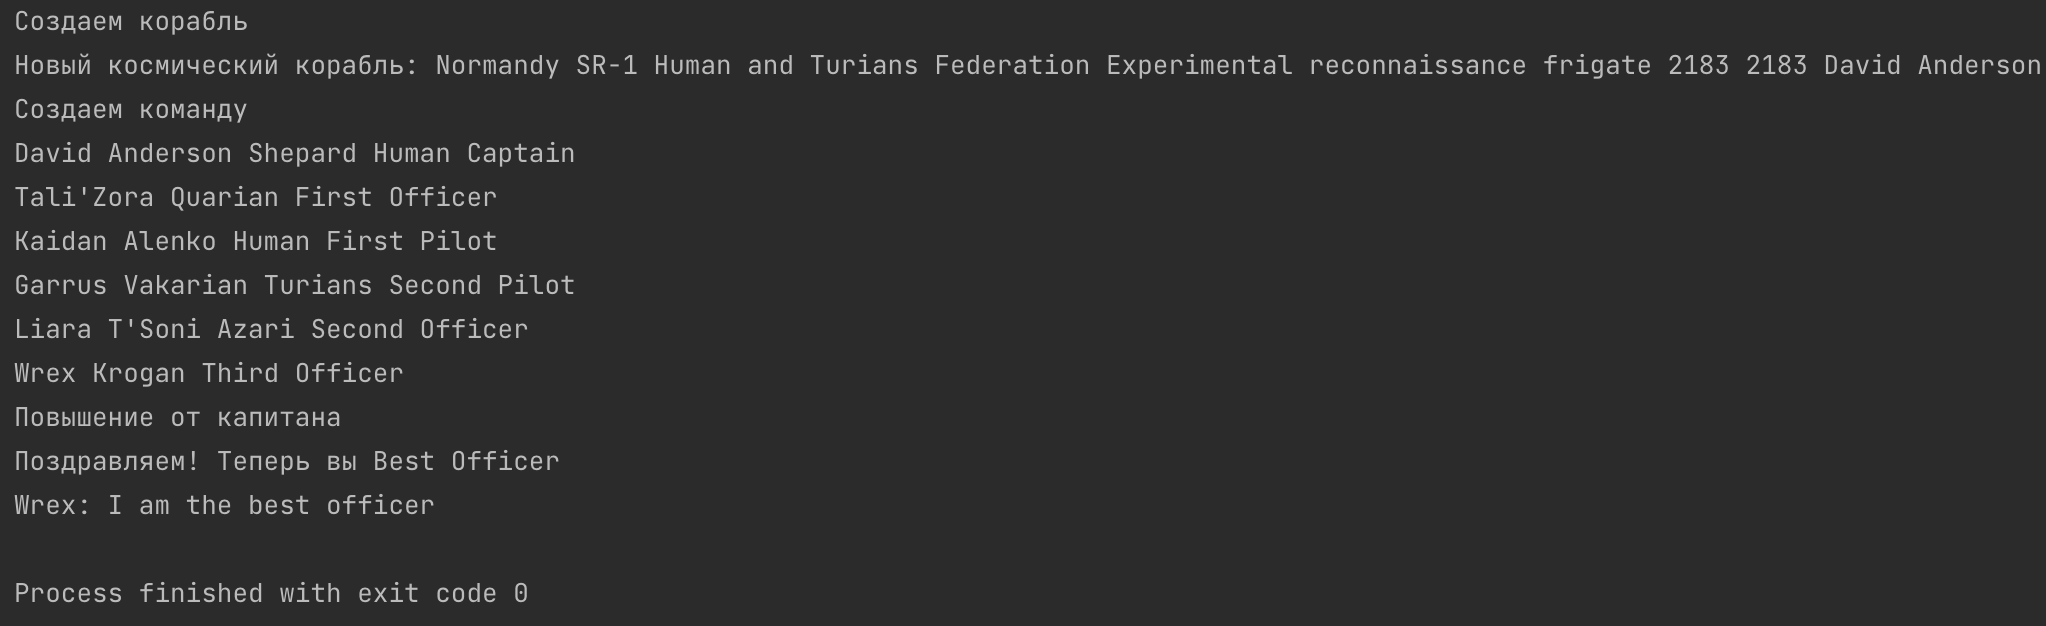 Создаем корабль
Новый космический корабль: Normandy SR-1 Human and Turians Federation Experimental reconnaissance frigate 2183 2183 David Anderson
Создаем команду
David Anderson Shepard Human Captain
Tali'Zora Quarian First Officer
Kaidan Alenko Human First Pilot
Garrus Vakarian Turians Second Pilot
Liara T'Soni Azari Second Officer
Wrex Krogan Third Officer
Повышение от капитана
Поздравляем! Теперь вы Best Officer
Wrex: I am the best officer
Process finished with exit code 0